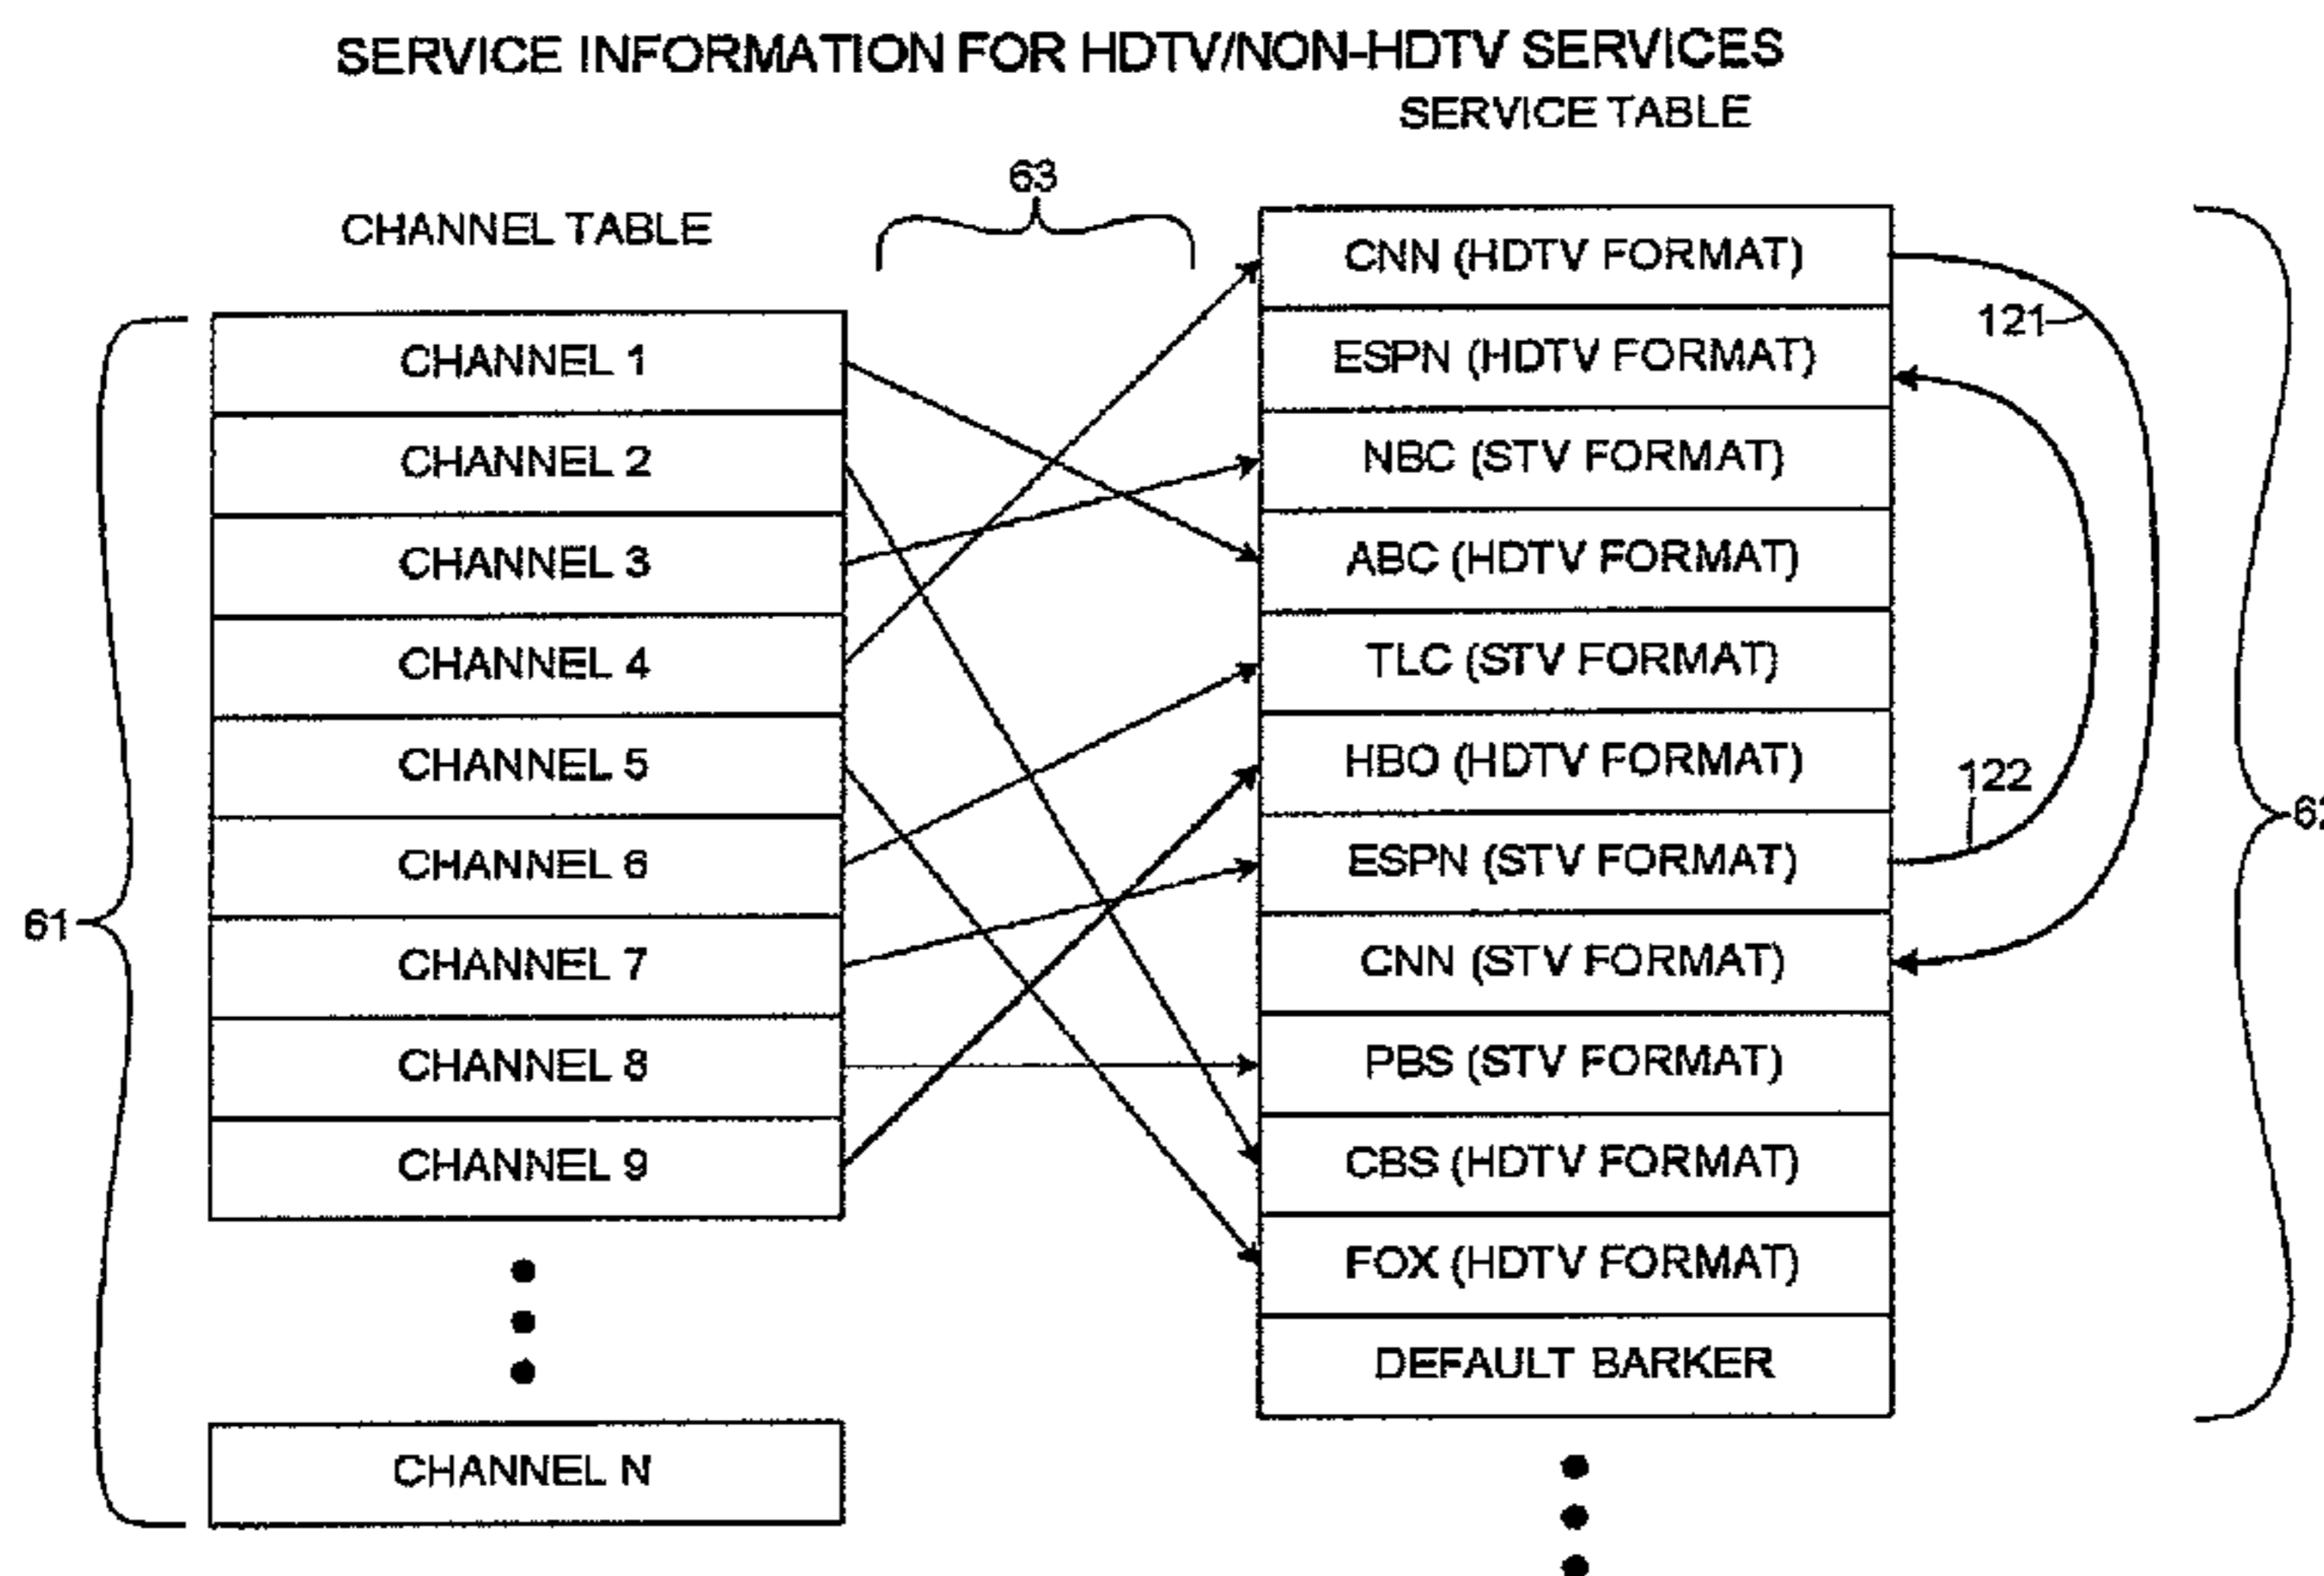 SERVICE INFORMATION FOR HDTV/NON-HDTV SERVICES
SERVICE TABLE
63
CHANNEL TABLE
CHANNEL 1
CHANNEL 2
CHANNEL 3
CHANNEL 4
CHANNEL 5
CHANNEL 6
CHANNEL 7
CHANNEL 8
CHANNEL 9
CHANNEL N
61
CNN (HDTV FORMAT)
ESPN (HDTV FORMAT)
NBC (STV FORMAT)
ABC (HDTV FORMAT)
TLC (STV FORMAT)
HBO (HDTV FORMAT)
ESPN (STV FORMAT)
CNN (STV FORMAT)
PBS (STV FORMAT)
CBS (HDTV FORMAT)
FOX (HDTV FORMAT)
DEFAULT BARKER
121
122
62